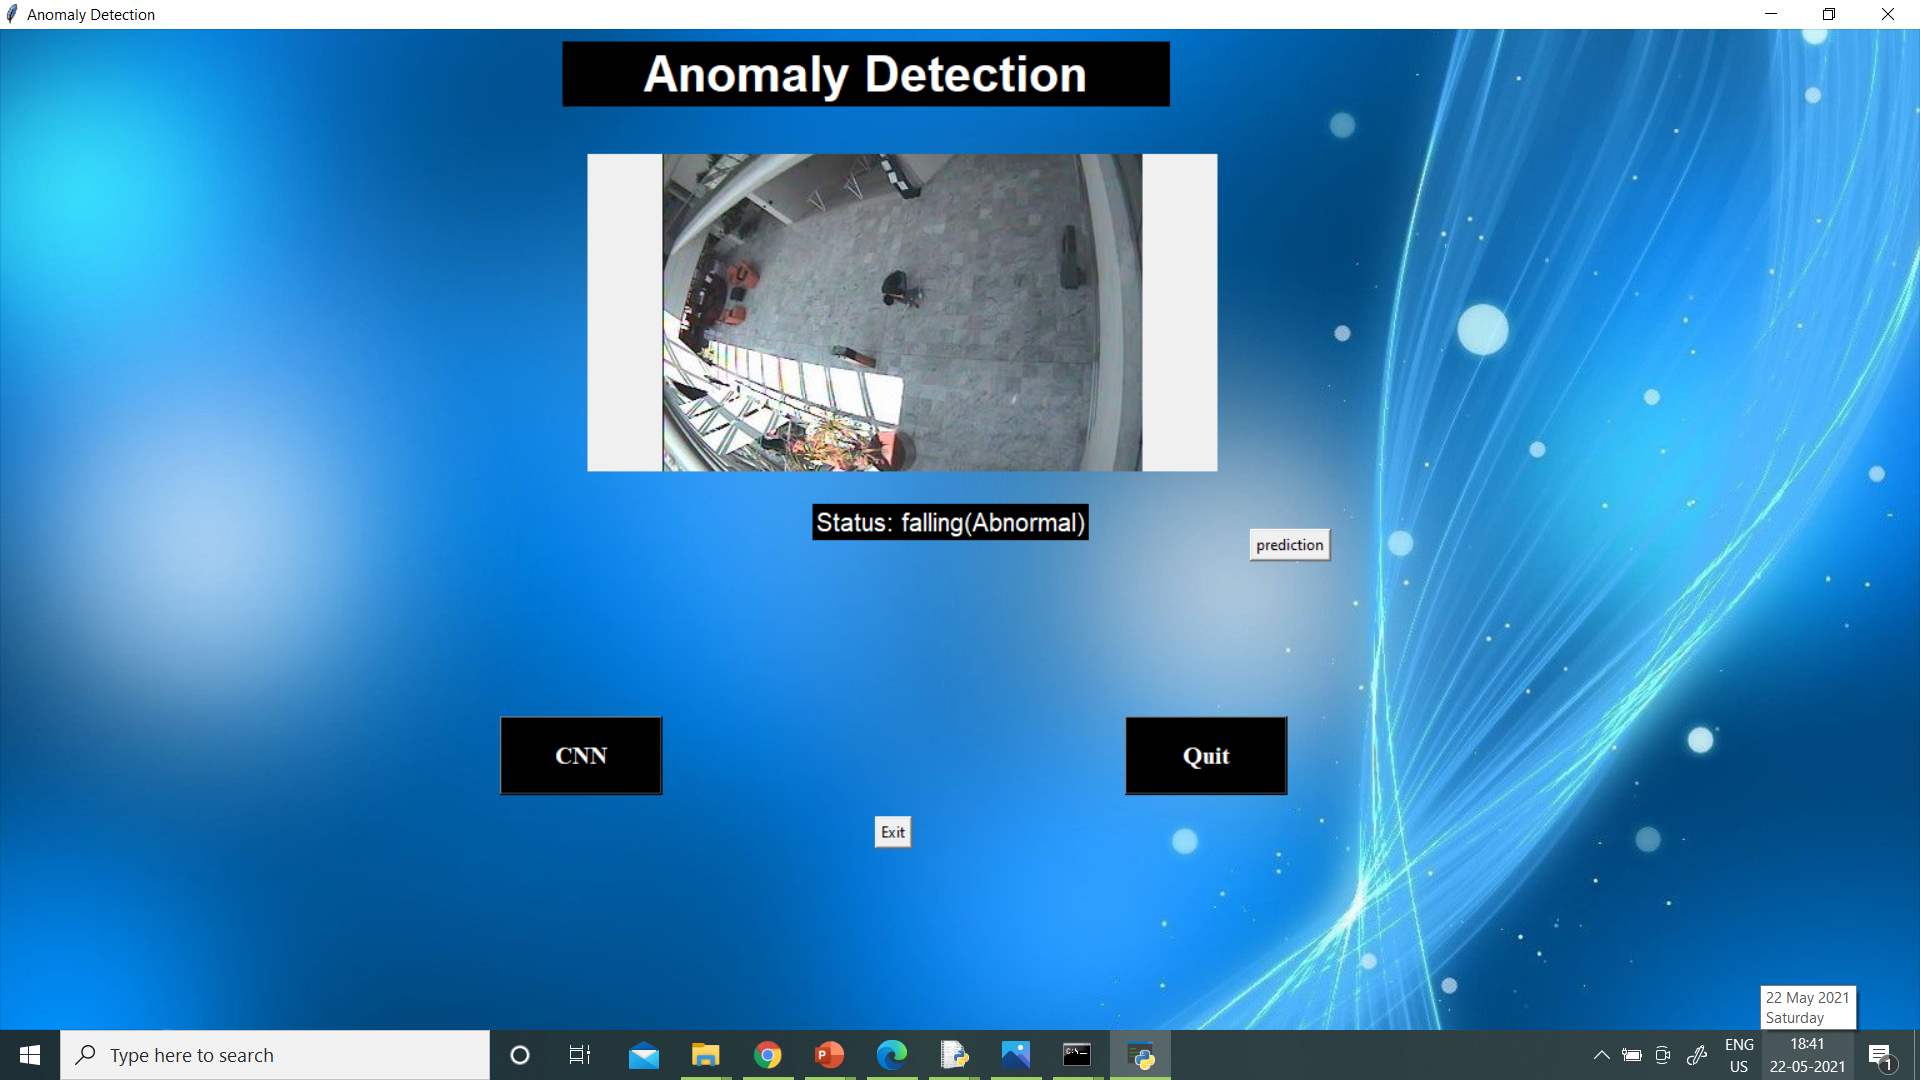 Anomaly Detection
Anomaly Detection
Status: falling(Abnormal)
prediction
CNN
Quit
Exit
22 May 2021
Saturday
Type here to search
P
C:\
ENG
US
18:41
22-05-2021
1